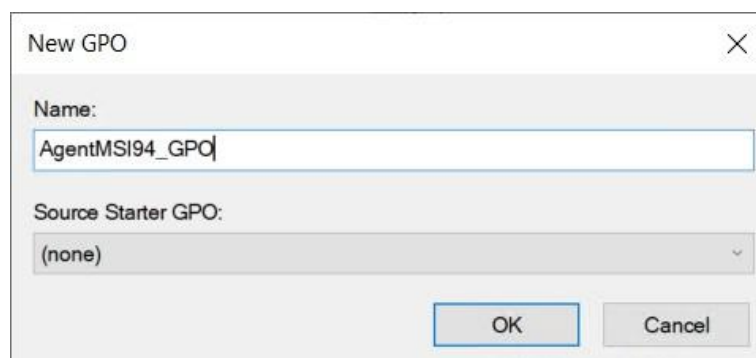 New GPO
Name:
AgentMSI94_GPO
Source Starter GPO:
(none)
OK Cancel